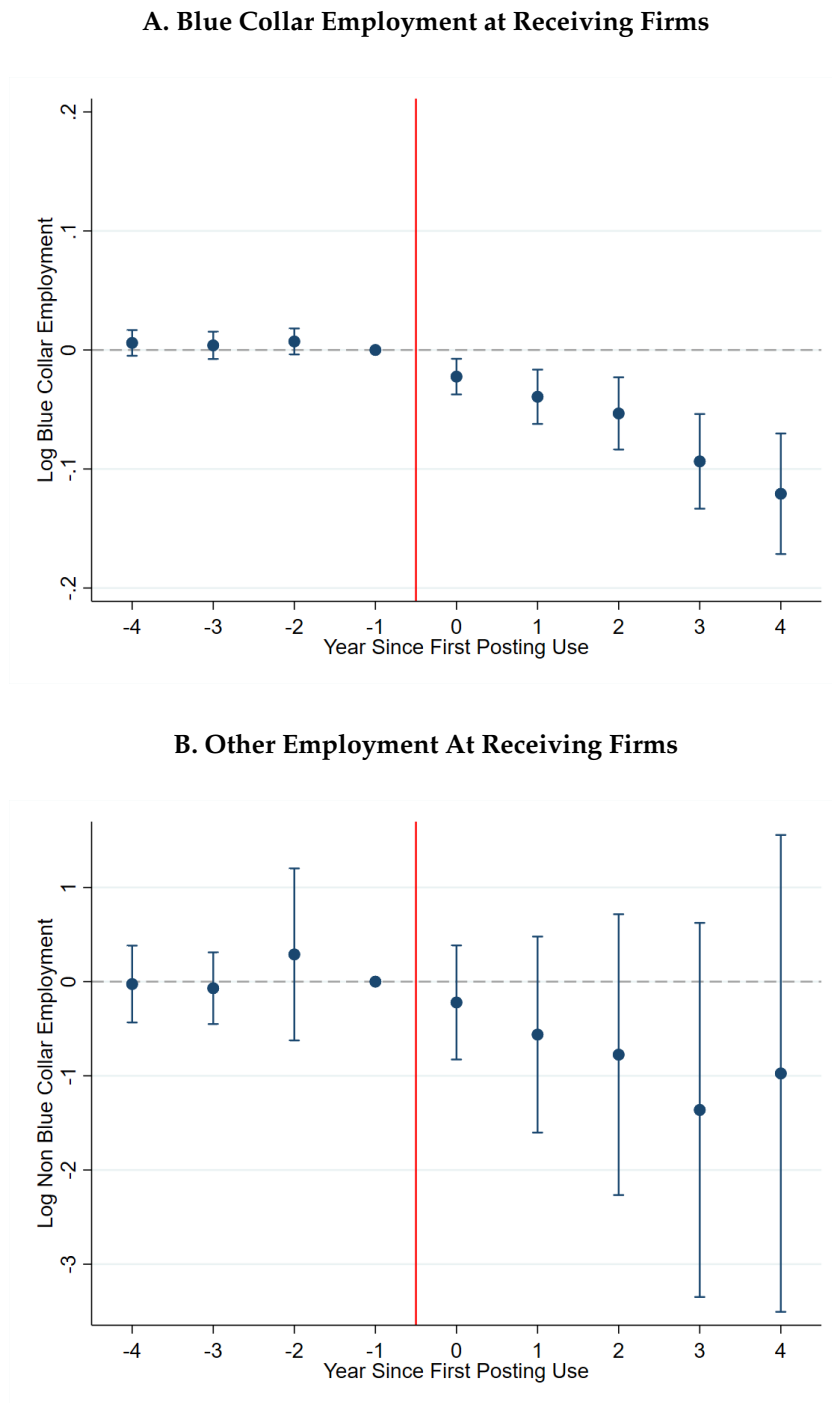 A. Blue Collar Employment at Receiving Firms
Log Blue Collar Employment
.2
.1
0
-.1
-.2
-4 -3 -2 -1 0 1 2 3 4
Year Since First Posting Use
B. Other Employment At Receiving Firms
Log Non Blue Collar Employment
1
0
-1
-2
-3
-4 -3 -2 -1 0 1 2 3 4
Year Since First Posting Use